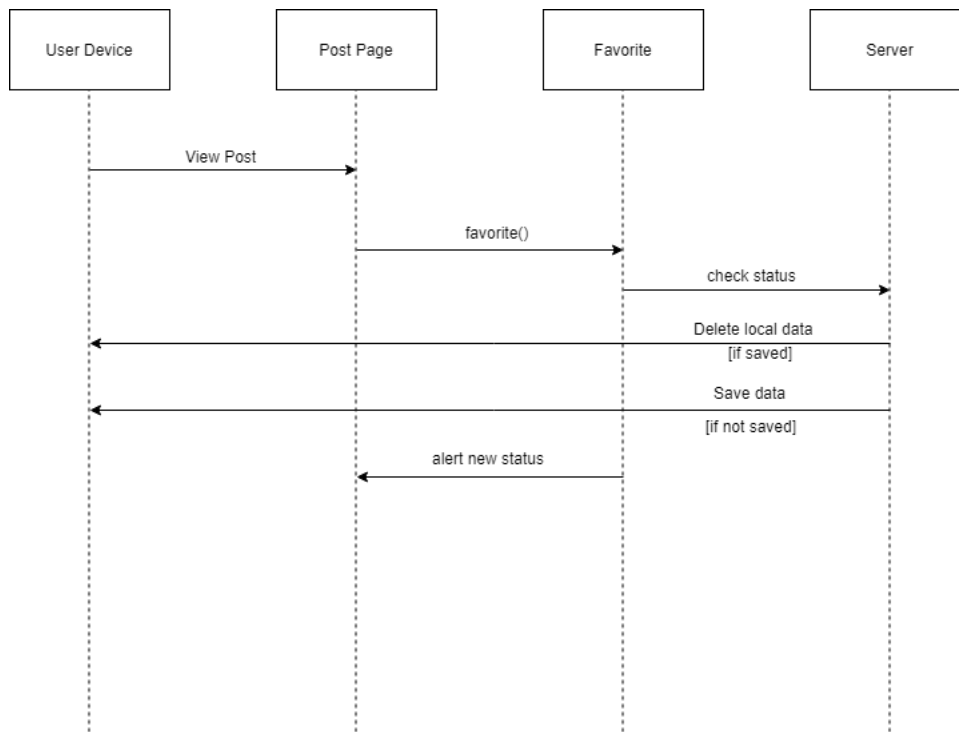 User Device
Post Page
Favorite
Server
View Post
favorite()
check status
Delete local data
[if saved]
Save data
[if not saved]
alert new status